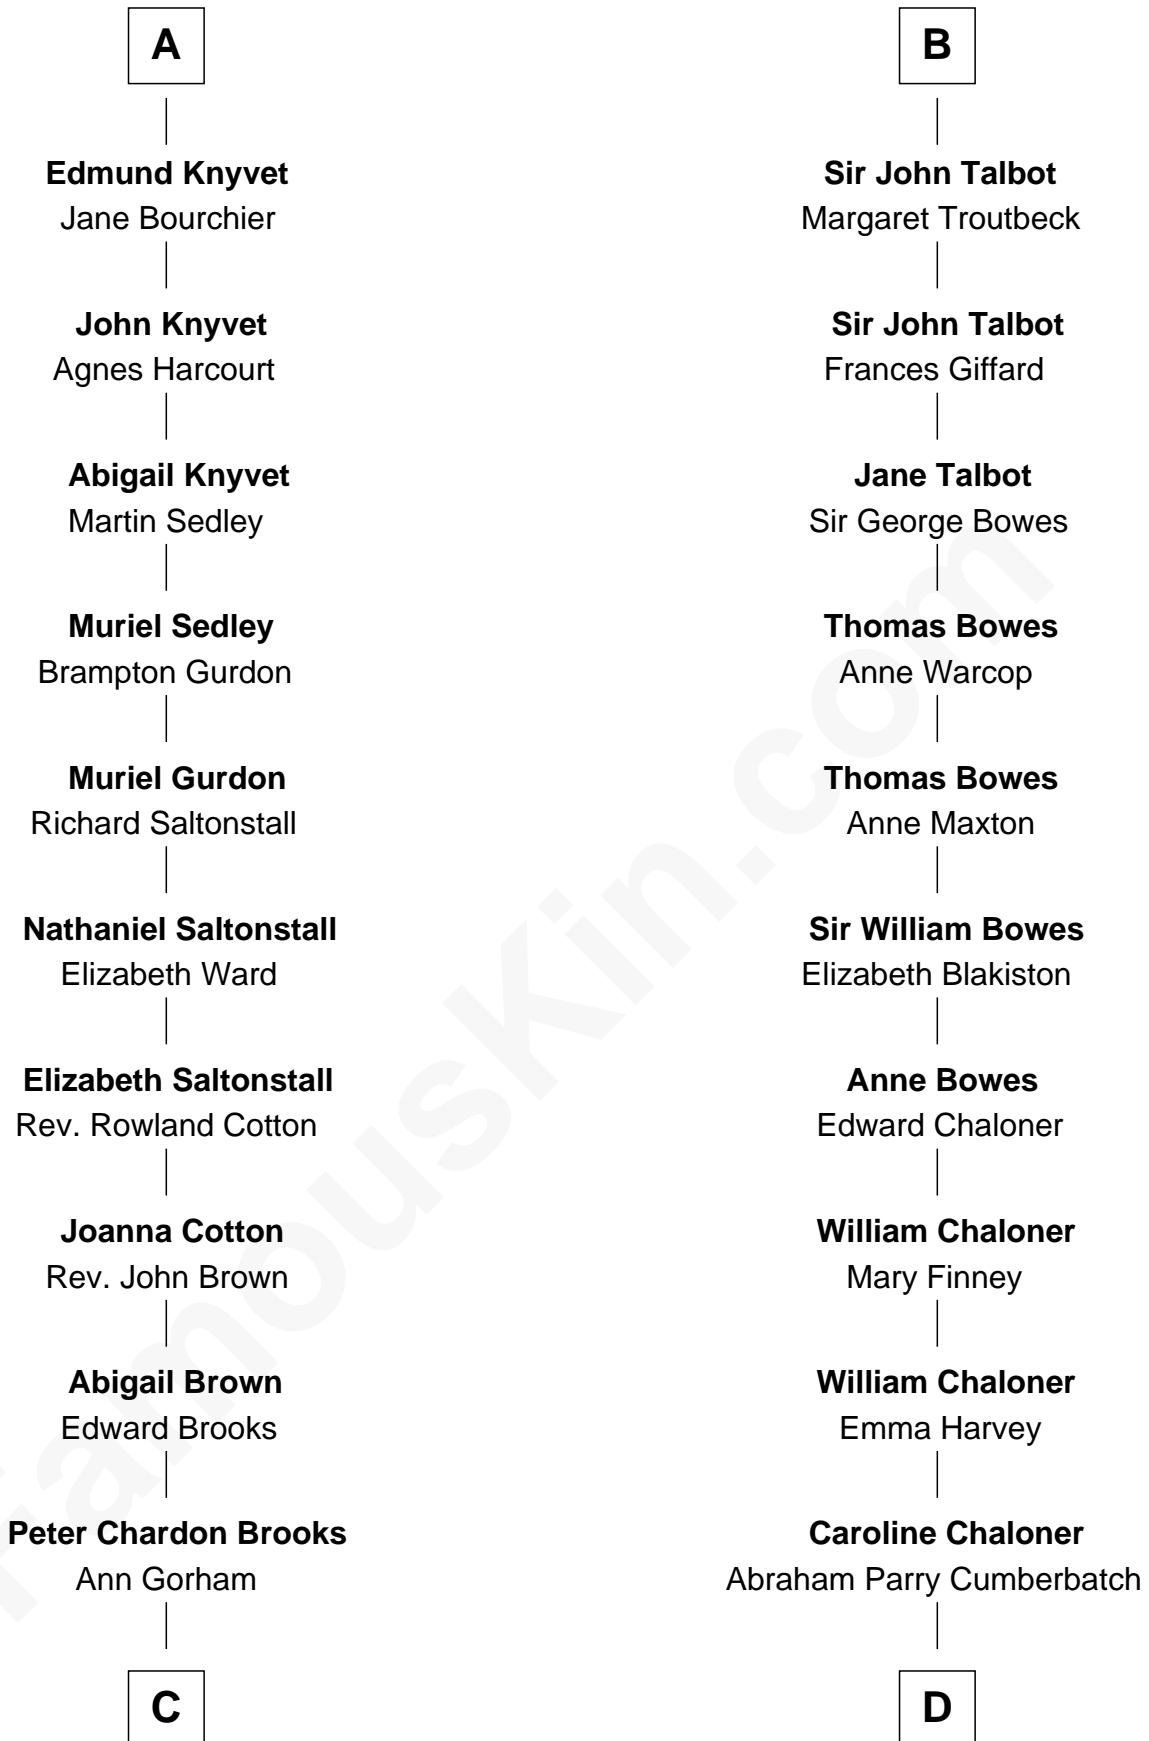 A
Edmund Knyvet
Jane Bourchier
John Knyvet
Agnes Harcourt
Abigail Knyvet
Martin Sedley
Muriel Sedley
Brampton Gurdon
Muriel Gurdon
Richard Saltonstall
Nathaniel Saltonstall
Elizabeth Ward
Elizabeth Saltonstall
Rev. Rowland Cotton
Joanna Cotton
Rev. John Brown
Abigail Brown
Edward Brooks
Peter Chardon Brooks
Ann Gorham
C
B
Sir John Talbot
Margaret Troutbeck
Sir John Talbot
Frances Giffard
Jane Talbot
Sir George Bowes
Thomas Bowes
Anne Warcop
Thomas Bowes
Anne Maxton
Sir William Bowes
Elizabeth Blakiston
Anne Bowes
Edward Chaloner
William Chaloner
Mary Finney
William Chaloner
Emma Harvey
Caroline Chaloner
Abraham Parry Cumberbatch
D
FamousKin.com